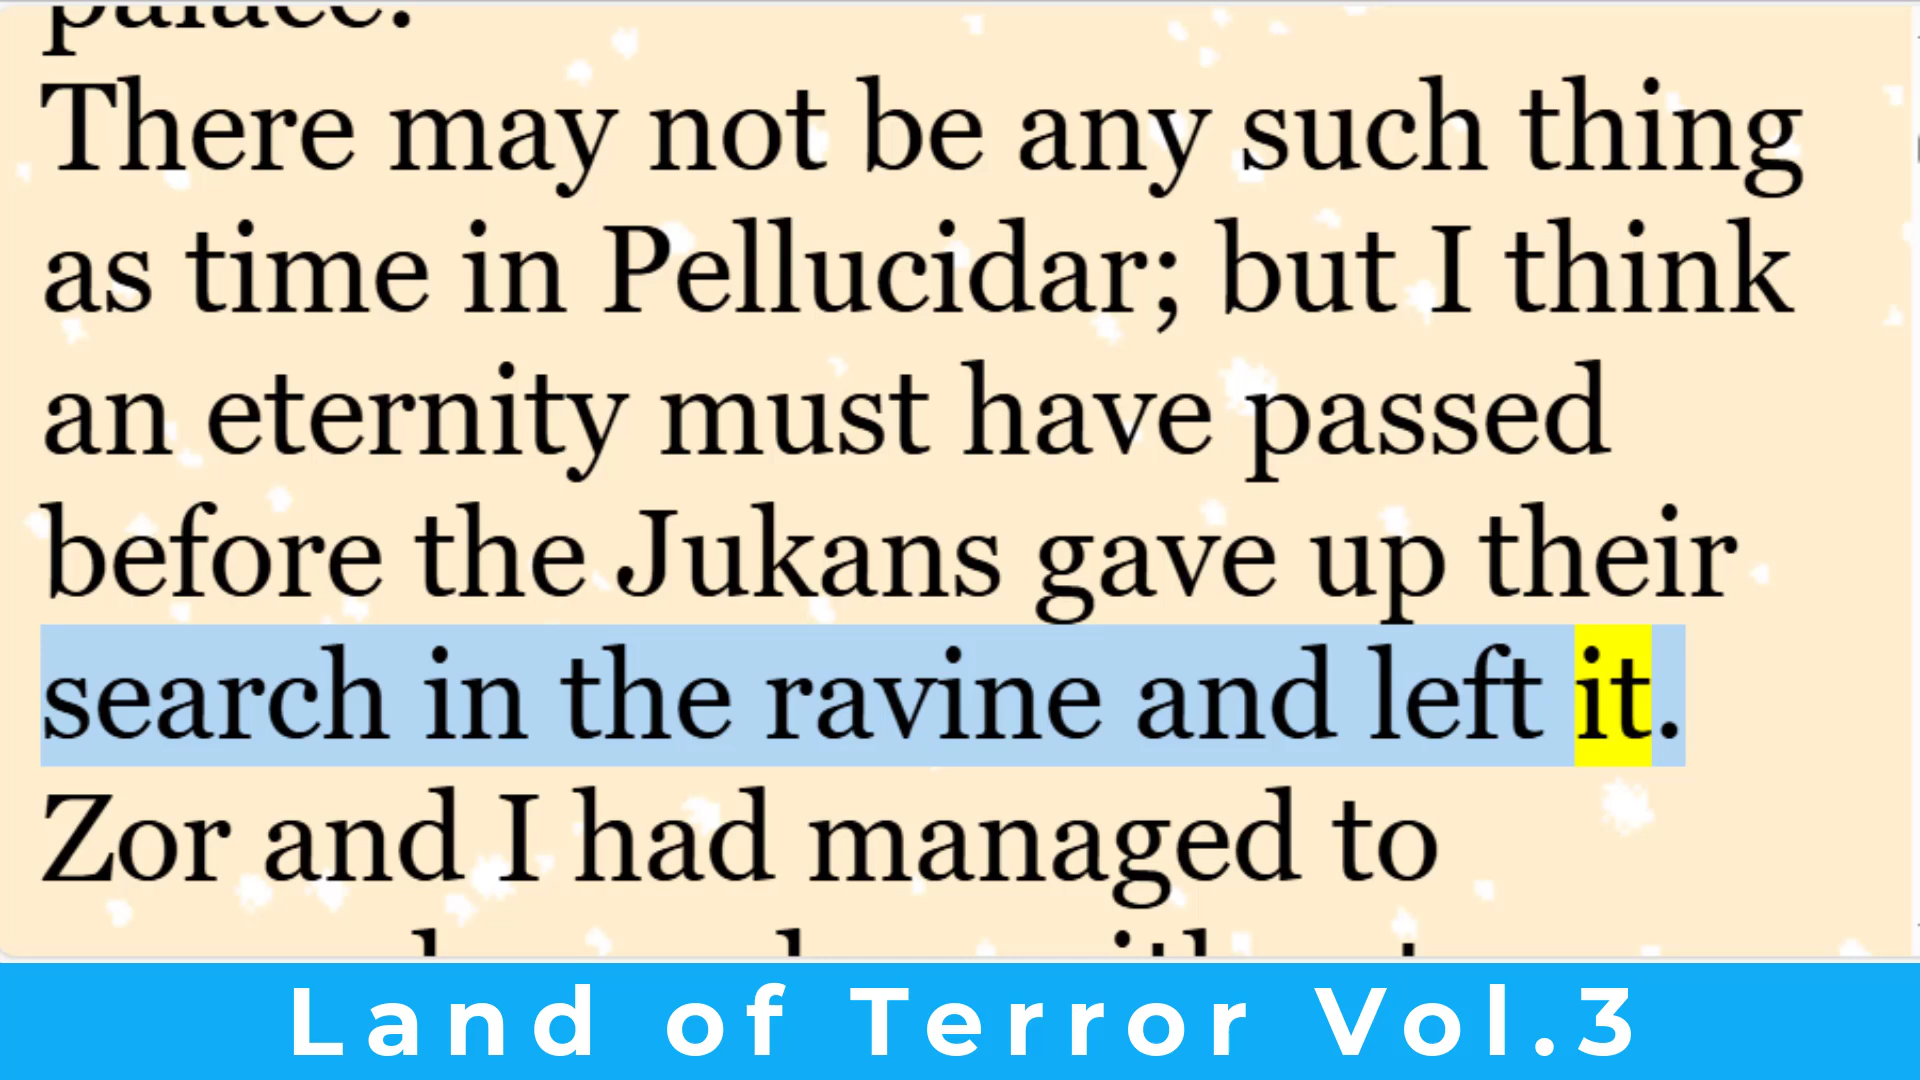 palace.
There may not be any such thing
as time in Pellucidar; but I think
an eternity must have passed
before the Jukans gave up their
search in the ravine and left it.
Zor and I had managed to
Land of Terror Vol.3